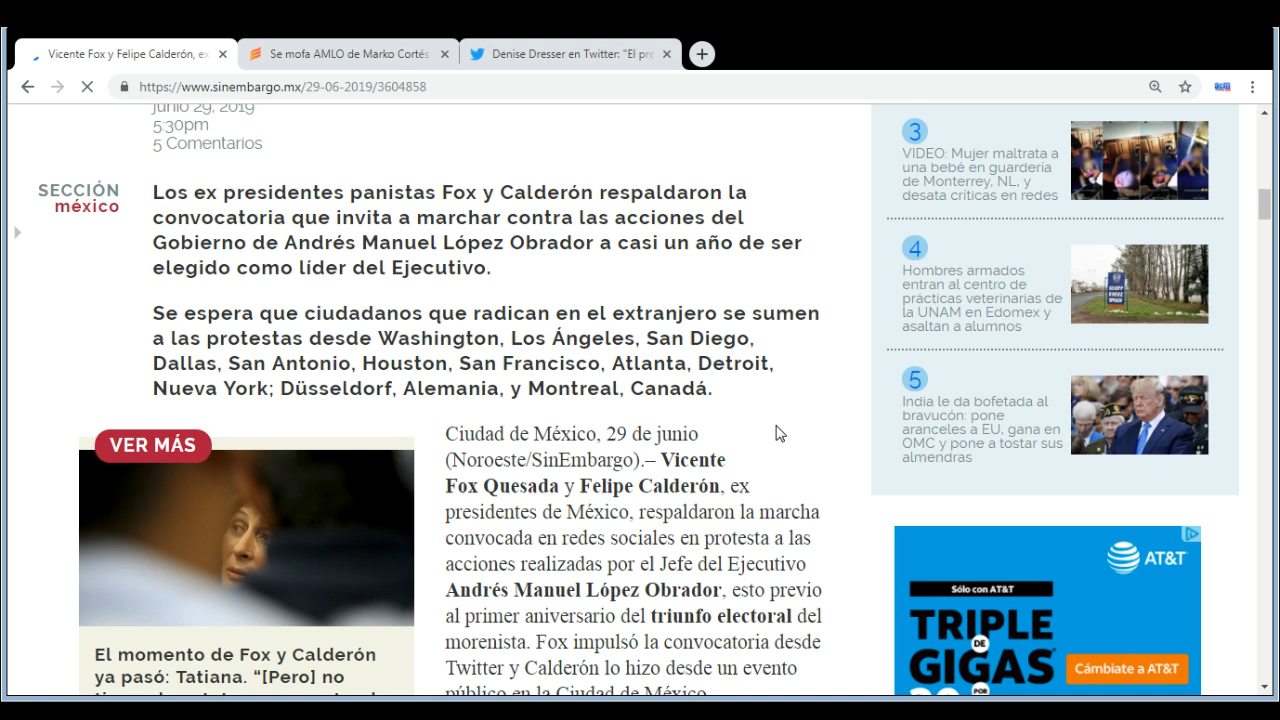 Vicente Fox y Felipe Calderón, ex
Se mofa AMLO de Marko Cortés
Denise Dresser en Twitter: "El pre
https://www.sinembargo.mx/29-06-2019/3604858
junio 29, 2019
5:30pm
5 Comentarios
SECCIÓN
méxico
Los ex presidentes panistas Fox y Calderón respaldaron la
convocatoria que invita a marchar contra las acciones del
Gobierno de Andrés Manuel López Obrador a casi un año de ser
elegido como líder del Ejecutivo.
Se espera que ciudadanos que radican en el extranjero se sumen
a las protestas desde Washington, Los Ángeles, San Diego,
Dallas, San Antonio, Houston, San Francisco, Atlanta, Detroit,
Nueva York; Düsseldorf, Alemania, y Montreal, Canadá.
VER MÁS
El momento de Fox y Calderón
ya pasó: Tatiana. “[Pero] no
Ciudad de México, 29 de junio
(Noroeste/SinEmbargo).– Vicente
Fox Quesada y Felipe Calderón, ex
presidentes de México, respaldaron la marcha
convocada en redes sociales en protesta a las
acciones realizadas por el Jefe del Ejecutivo
Andrés Manuel López Obrador, esto previo
al primer aniversario del triunfo electoral del
morenista. Fox impulsó la convocatoria desde
Twitter y Calderón lo hizo desde un evento
público en la Ciudad de México.
3
VIDEO: Mujer maltrata a
una bebé en guardería
de Monterrey, NL, y
desata críticas en redes
4
Hombres armados
entran al centro de
prácticas veterinarias de
la UNAM en Edomex y
asaltan a alumnos
5
India le da bofetada al
bravucón: pone
aranceles a EU, gana en
OMC y pone a tostar sus
almendras
AT&T
Sólo con AT&T
TRIPLE
DE
GIGAS
POR
Cámbiate a AT&T